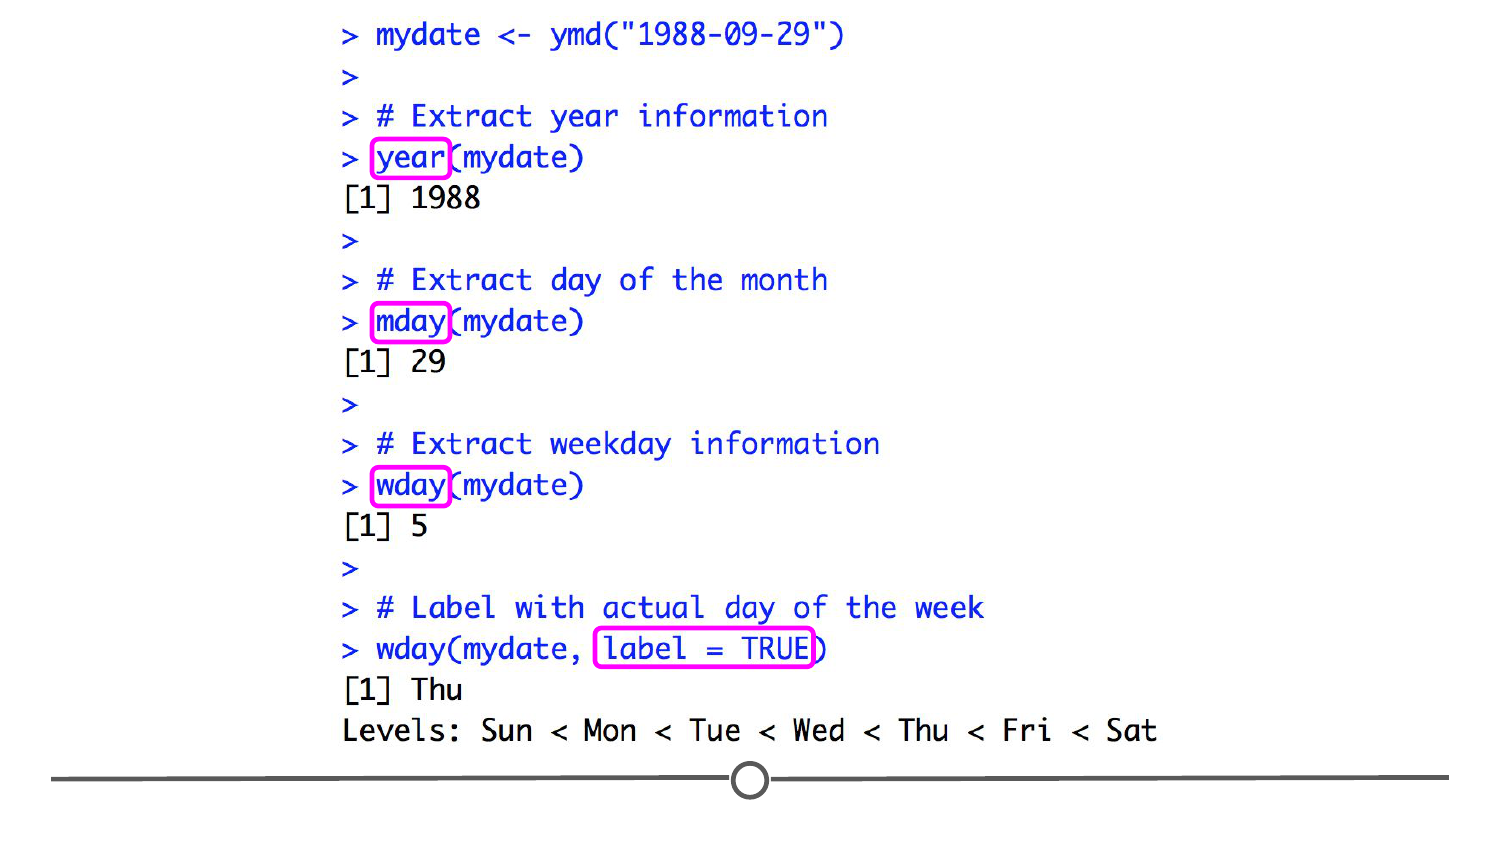 > mydate <- ymd("1988-09-29")
>
> # Extract year information
> year(mydate)
[1] 1988
>
> # Extract day of the month
> mday(mydate)
[1] 29
>
> # Extract weekday information
> wday(mydate)
[1] 5
>
> # Label with actual day of the week
> wday(mydate, label = TRUE)
[1] Thu
Levels: Sun < Mon < Tue < Wed < Thu < Fri < Sat